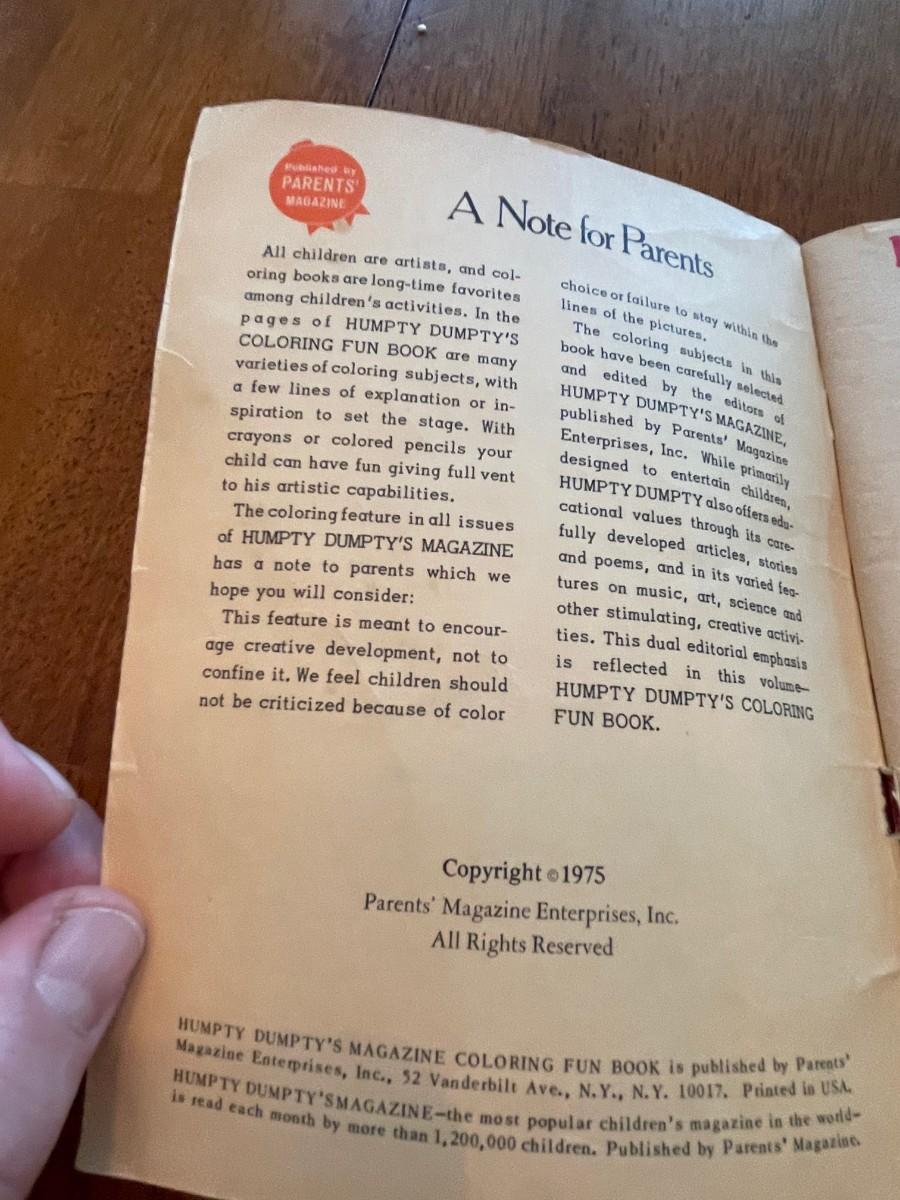 Published by
PARENTS'
MAGAZINE
A Note for Parents
All children are artists, and col-
oring books are long-time favorites
among children's activities. In the
pages of HUMPTY DUMPTY'S
COLORING FUN BOOK are many
varieties of coloring subjects, with
a few lines of explanation or in-
spiration to set the stage. With
crayons or colored pencils your
child can have fun giving full vent
to his artistic capabilities.
The coloring feature in all issues
of HUMPTY DUMPTY'S MAGAZINE
has a note to parents which we
hope you will consider:
This feature is meant to encour-
age creative development, not to
confine it. We feel children should
not be criticized because of color
choice or failure to stay within the
lines of the pictures.
The coloring subjects in this
book have been carefully selected
and edited by the editors of
HUMPTY DUMPTY'S MAGAZINE,
published by Parents' Magazine
Enterprises, Inc. While primarily
designed to entertain children,
HUMPTY DUMPTY also offers edu-
cational values through its care-
fully developed articles, stories
and poems, and in its varied fea-
tures on music, art, science and
other stimulating, creative activi-
ties. This dual editorial emphasis
is reflected in this volume—
HUMPTY DUMPTY'S COLORING
FUN BOOK.
Copyright © 1975
Parents' Magazine Enterprises, Inc.
All Rights Reserved
HUMPTY DUMPTY'S MAGAZINE COLORING FUN BOOK is published by Parents'
Magazine Enterprises, Inc., 52 Vanderbilt Ave., N.Y., N.Y. 10017. Printed in USA.
HUMPTY DUMPTY'S MAGAZINE—the most popular children's magazine in the world—
is read each month by more than 1,200,000 children. Published by Parents' Magazine.